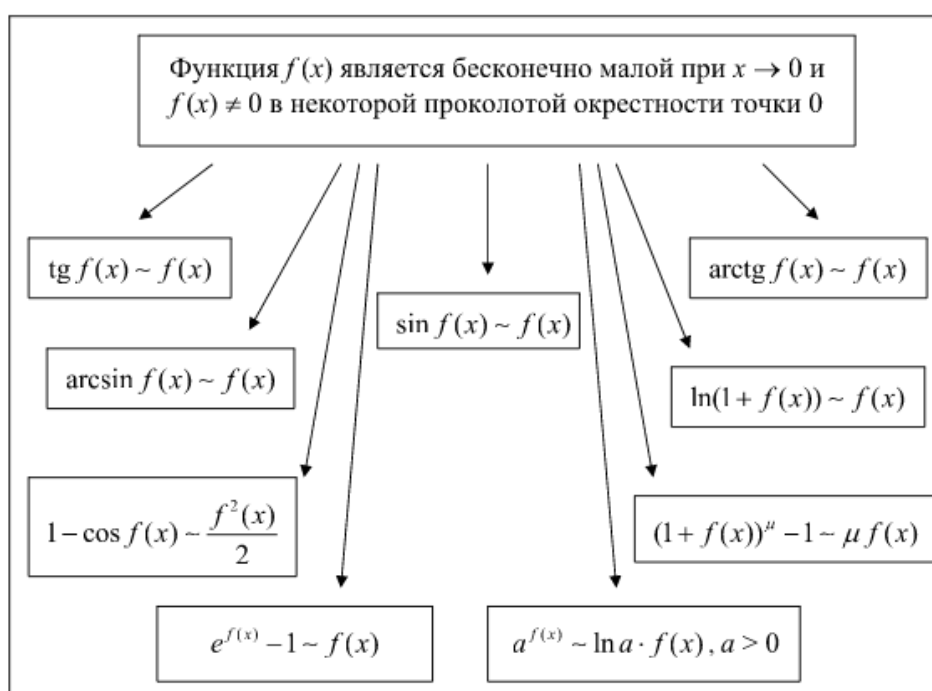 Функция f(x) является бесконечно малой при x → 0 и
f(x) ≠ 0 в некоторой проколотой окрестности точки 0
tg f(x) ~ f(x)
arctg f(x) ~ f(x)
sin f(x) ~ f(x)
arcsin f(x) ~ f(x)
ln(1 + f(x)) ~ f(x)
1 − cos f(x) ~ f²(x)/2
(1 + f(x))^μ − 1 ~ μ f(x)
e^{f(x)} − 1 ~ f(x)
a^{f(x)} ~ ln a · f(x), a > 0